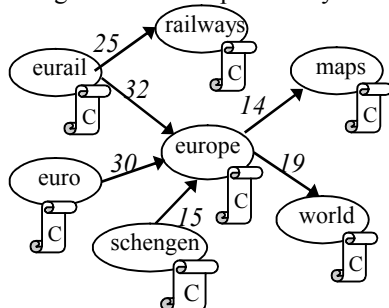 25
railways
eurail
C
32
C
maps
14
C
europe
30
19
euro
C
C
15
world
schengen
C
C